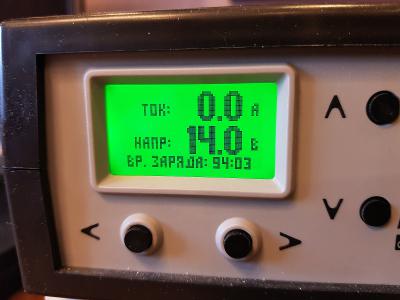 ТОК: 0.0 А
НАПР: 14.0 В
ВР. ЗАРЯДА: 94:03